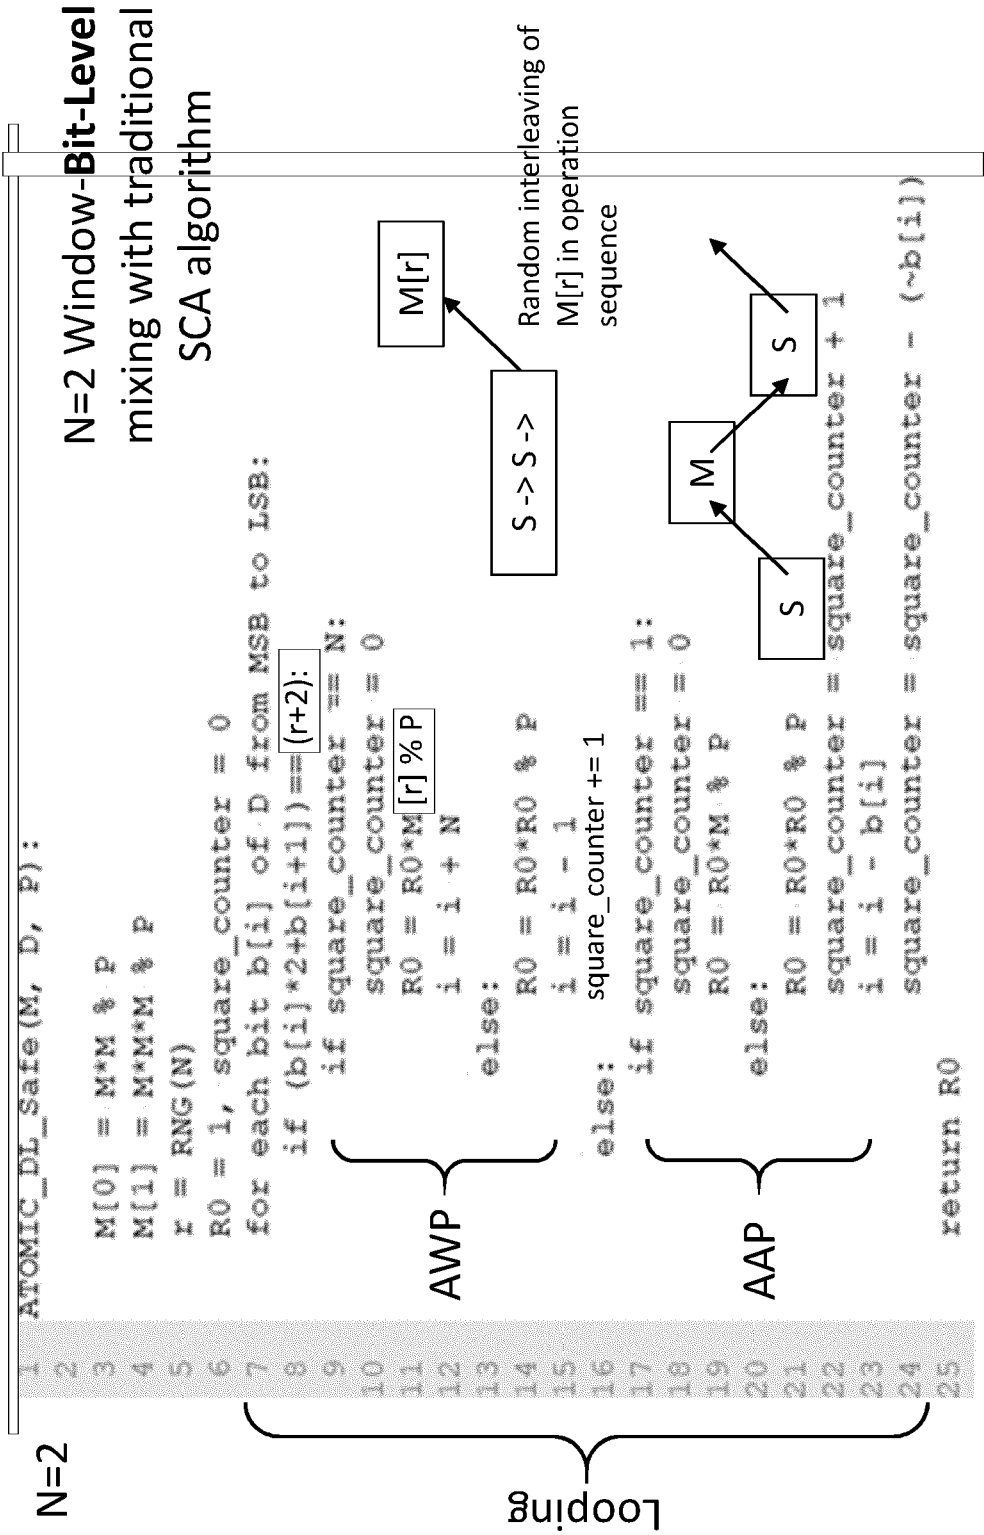 N=2
N=2 Window-Bit-Level
mixing with traditional
SCA algorithm
1 ATOMIC_DL_Safe(M, D, P):
2
3 M[0] = M*M % P
4 M[1] = M*M*M % P
5 r = RNG(N)
6 R0 = 1, square_counter = 0
7 for each bit b[i] of D from MSB to LSB:
8 if (b[i]*2+b[i+1])==(r+2):
9 if square_counter == N:
10 square_counter = 0
11 R0 = R0*M[r] % P
12 i = i + N
13 else:
14 R0 = R0*R0 % P
15 i = i - 1
square_counter += 1
16 else:
17 if square_counter == 1:
18 square_counter = 0
19 R0 = R0*M % P
20 else:
21 R0 = R0*R0 % P
22 square_counter = square_counter + 1
23 i = i - b[i]
24 square_counter = square_counter - (~b[i])
25 return R0
Looping
AWP
AAP
S -> S ->
M[r]
Random interleaving of
M[r] in operation
sequence
S
M
S